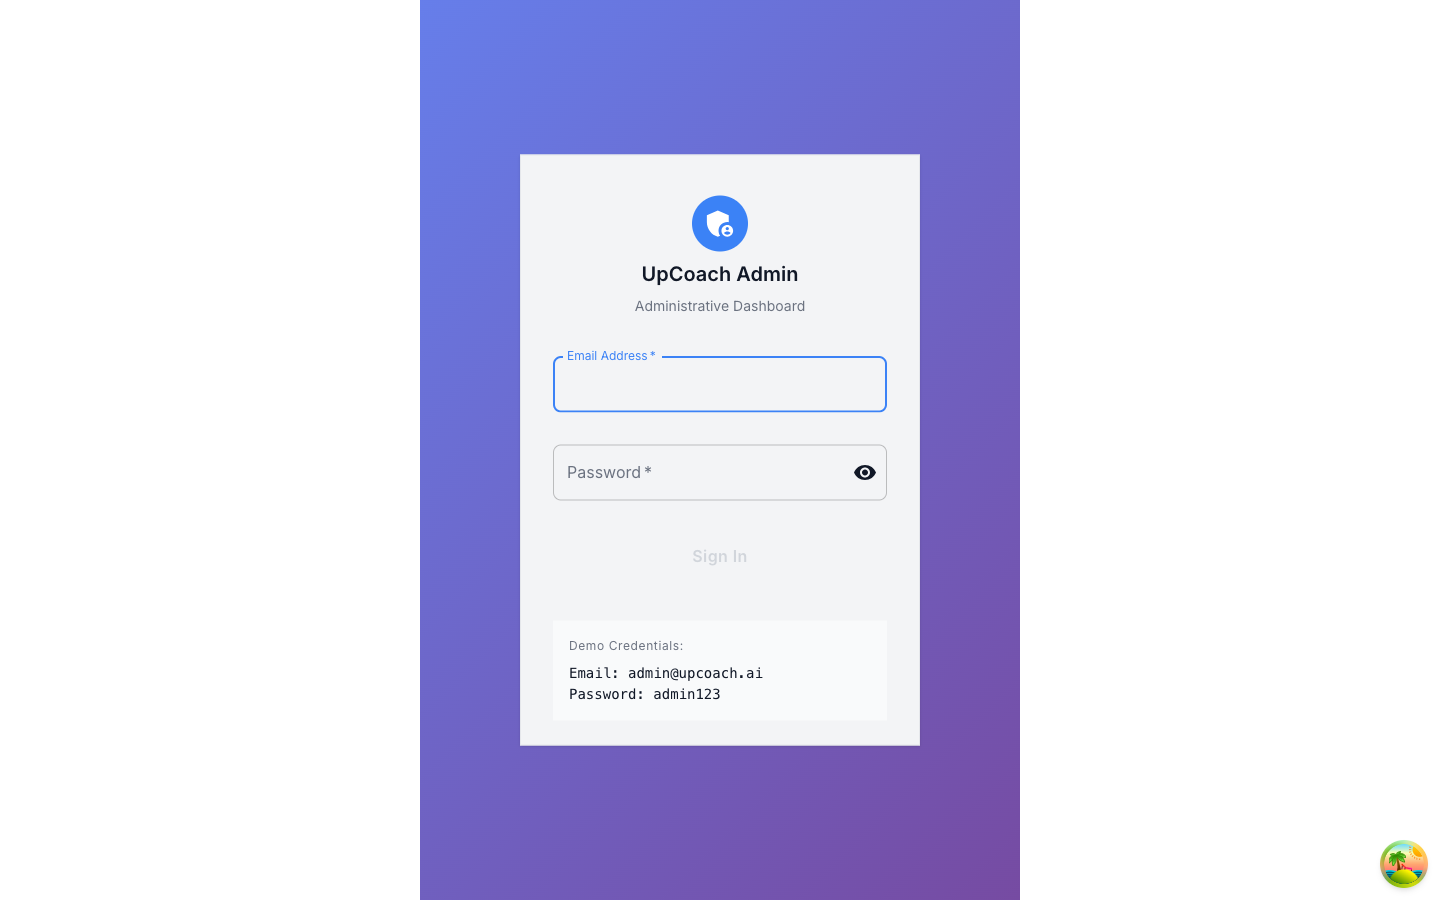 UpCoach Admin
Administrative Dashboard
Email Address *
Password *
Sign In
Demo Credentials:
Email: admin@upcoach.ai
Password: admin123